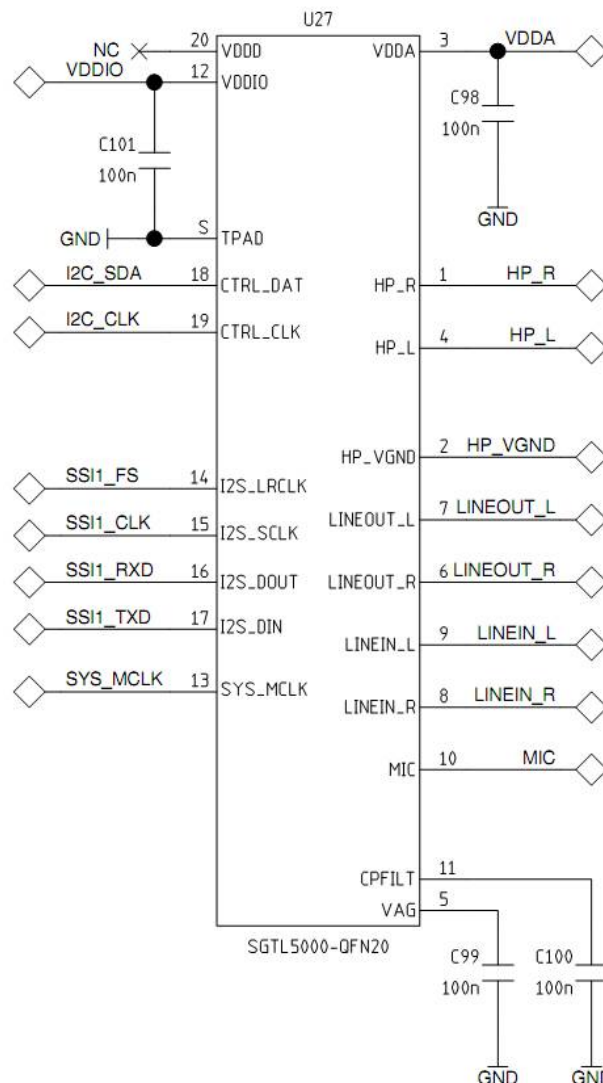 U27
NC 20 VDDD VDDA 3 VDDA
VDDIO 12 VDDIO
C98
100n
C101
100n
GND
GND S TPAD
I2C_SDA 18 CTRL_DAT HP_R 1 HP_R
I2C_CLK 19 CTRL_CLK
HP_L 4 HP_L
HP_VGND 2 HP_VGND
SSI1_FS 14 I2S_LRCLK
LINEOUT_L 7 LINEOUT_L
SSI1_CLK 15 I2S_SCLK
SSI1_RXD 16 I2S_DOUT LINEOUT_R 6 LINEOUT_R
SSI1_TXD 17 I2S_DIN
LINEIN_L 9 LINEIN_L
SYS_MCLK 13 SYS_MCLK
LINEIN_R 8 LINEIN_R
MIC 10 MIC
CPFILT 11
VAG 5
SGTL5000-QFN20
C99 C100
100n 100n
GND GND